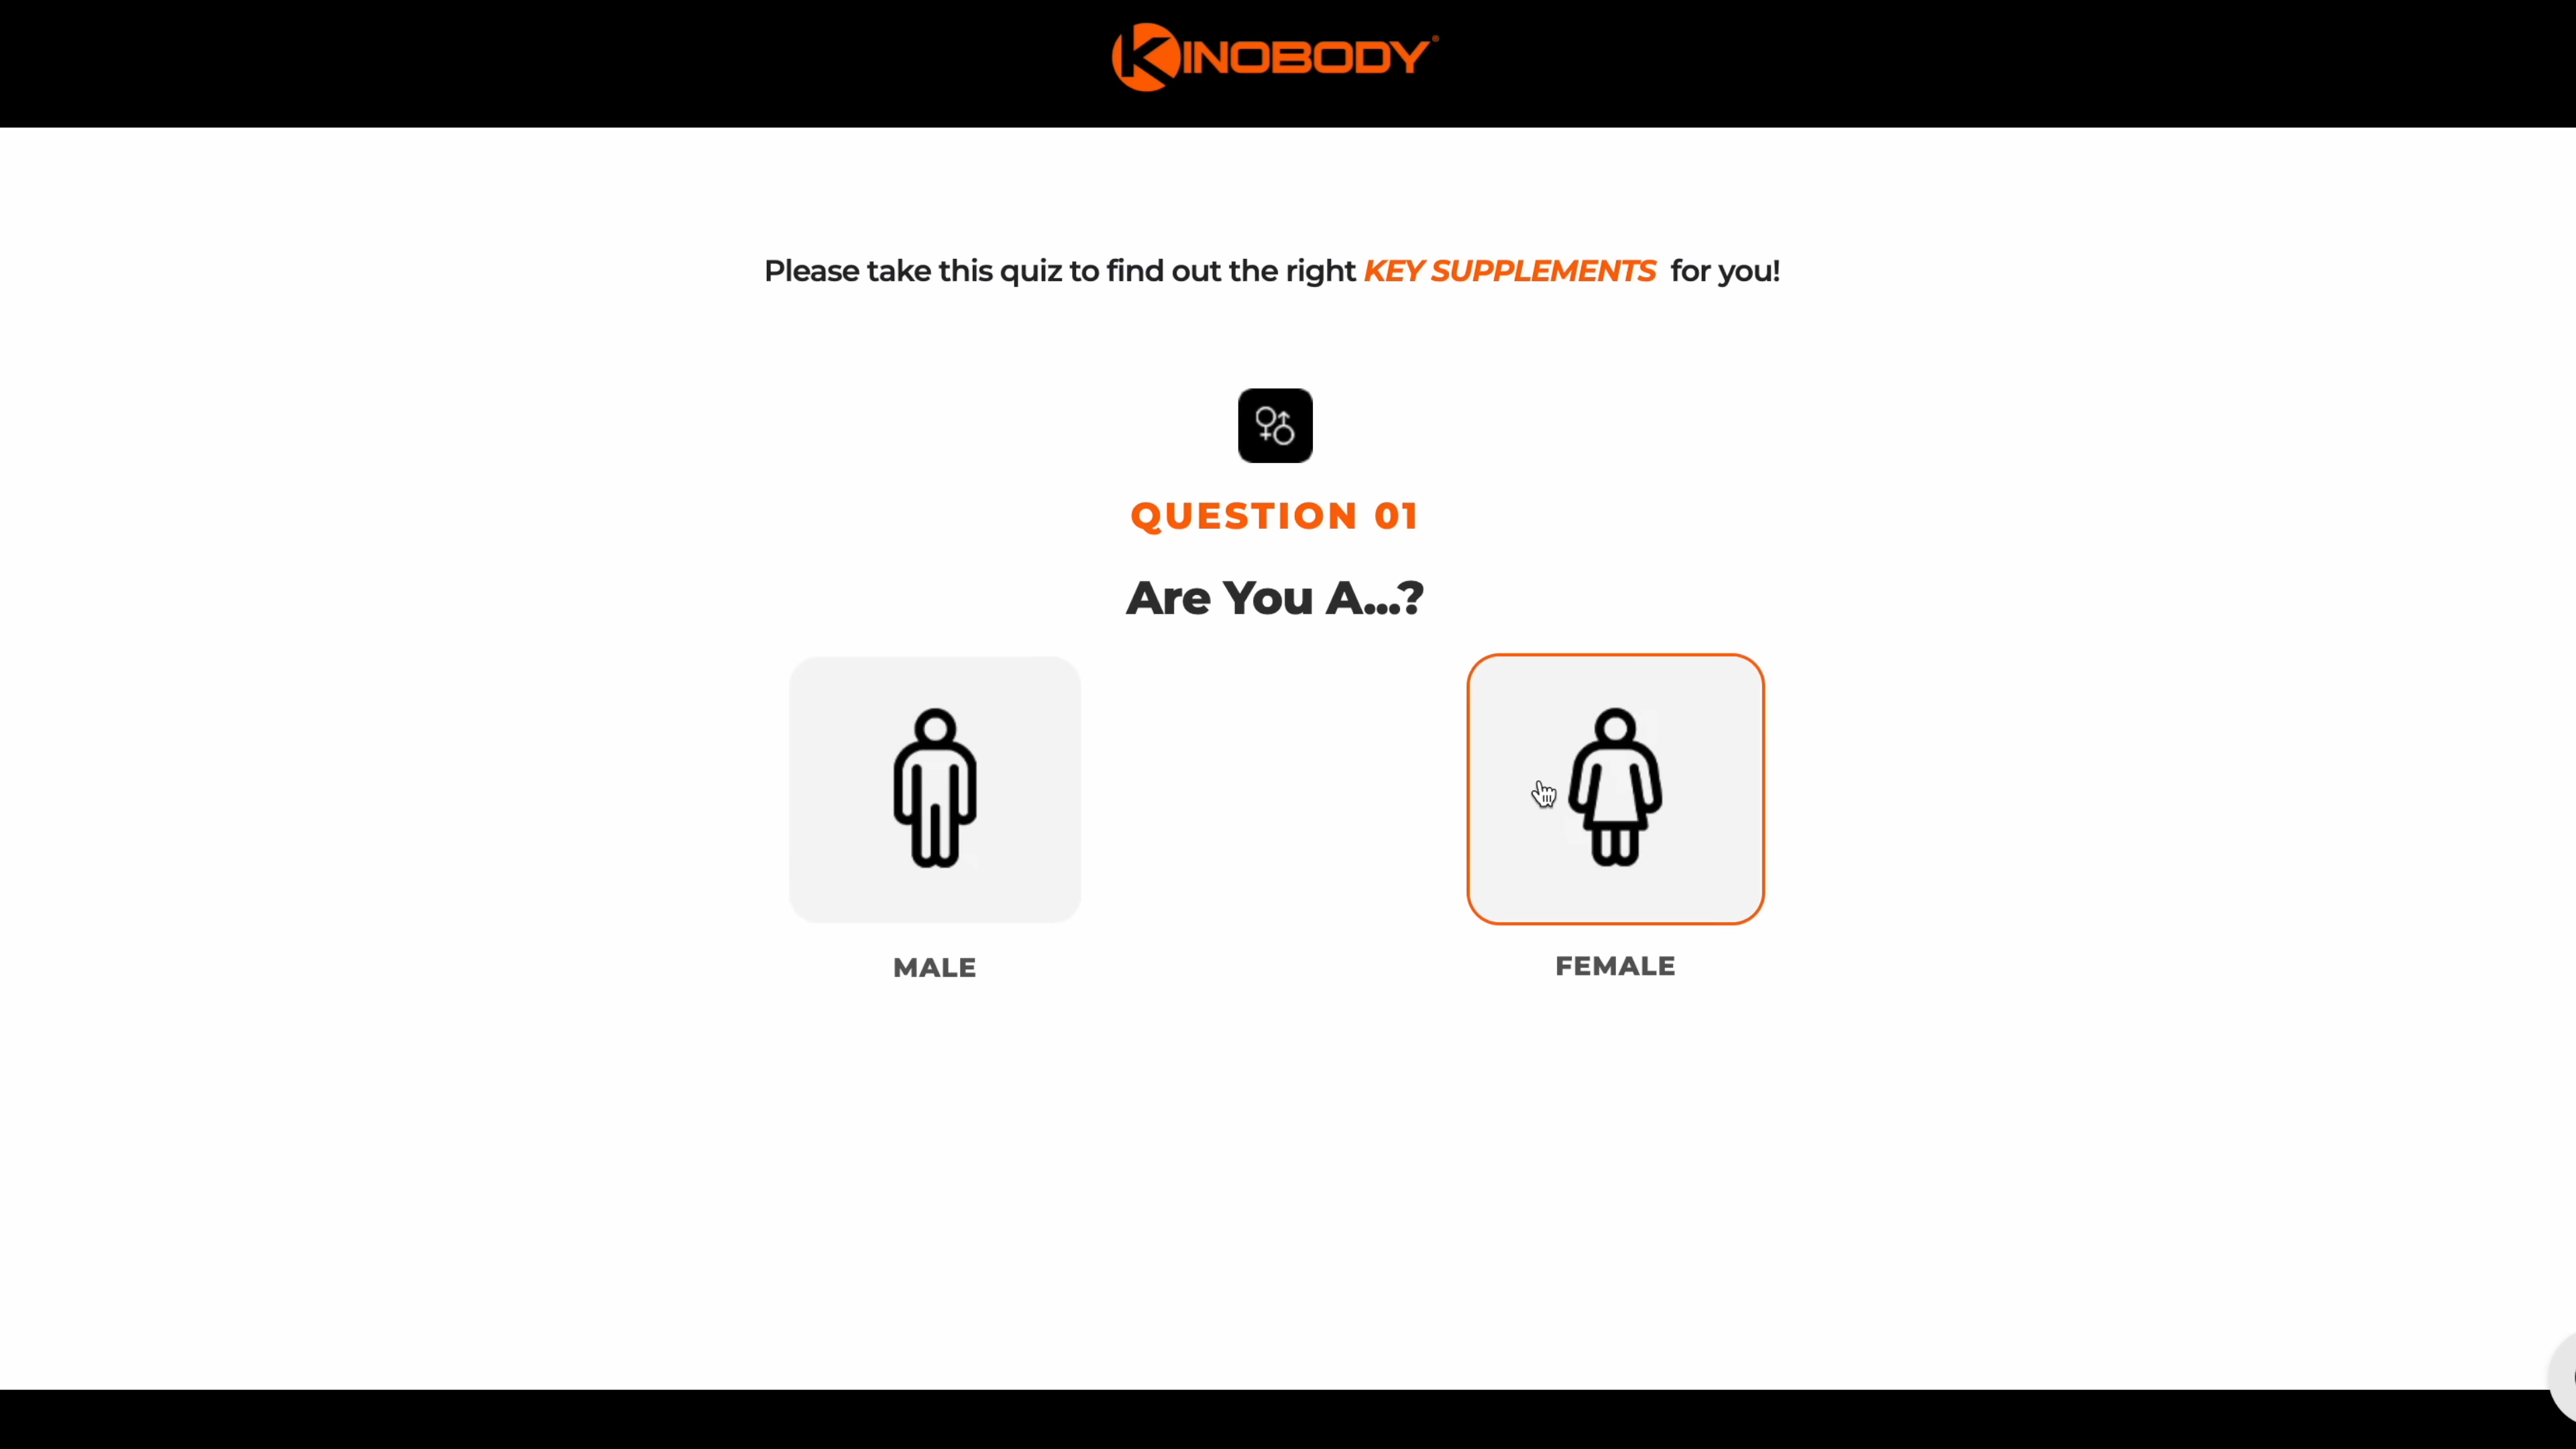 KINOBODY
Please take this quiz to find out the right KEY SUPPLEMENTS for you!
QUESTION 01
Are You A...?
MALE
FEMALE